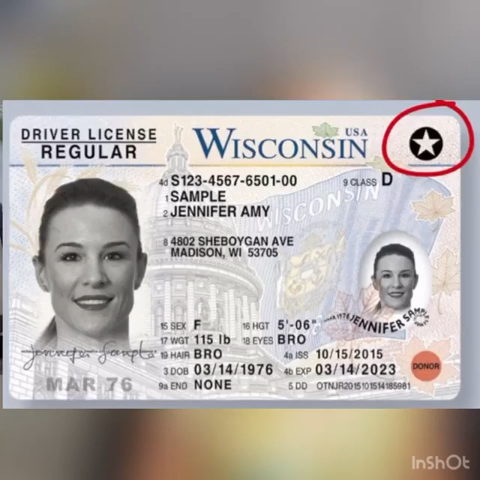 DRIVER LICENSE
REGULAR
WISCONSIN USA
4d S123-4567-6501-00 9 CLASS D
1 SAMPLE
2 JENNIFER AMY
WISCONSIN
8 4802 SHEBOYGAN AVE
MADISON, WI 53705
JENNIFER SAMPLE
15 SEX F 16 HGT 5'-06"
17 WGT 115 lb 18 EYES BRO
19 HAIR BRO 4a ISS 10/15/2015
3 DOB 03/14/1976 4b EXP 03/14/2023
9a END NONE 5 DD OTNJR2015101514185981
Jennifer Sample
MAR 76
DONOR
InShOt